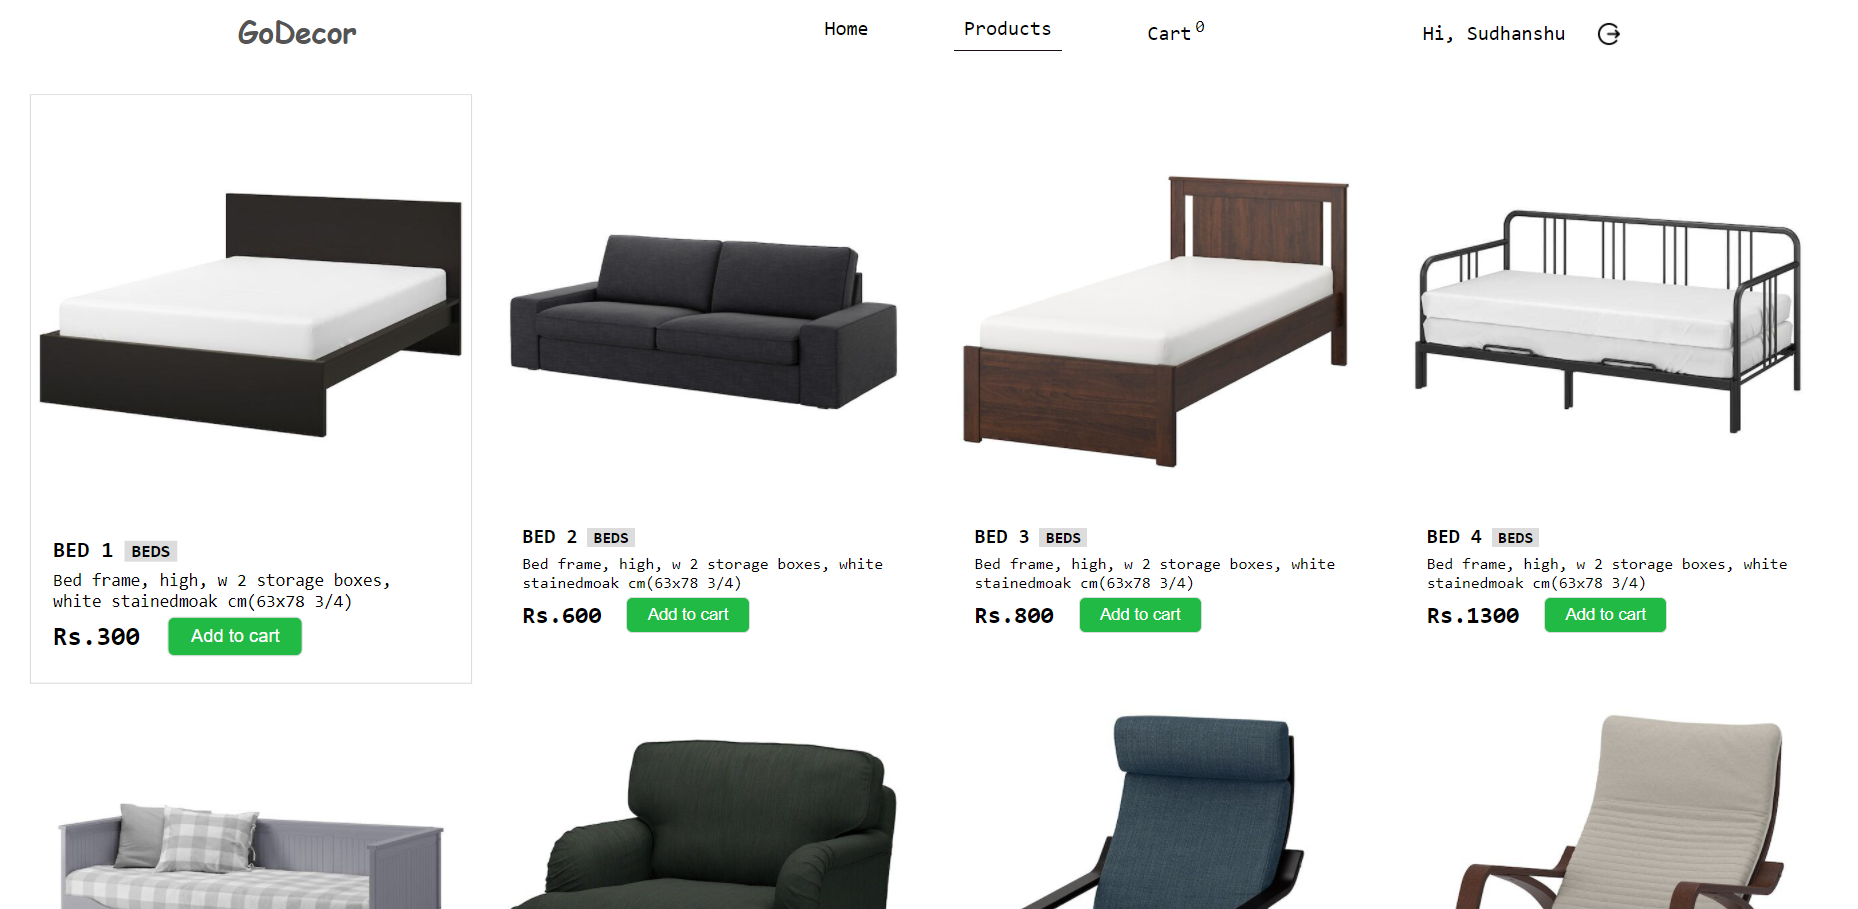 GoDecor
Home
Products
Cart 0
Hi, Sudhanshu
BED 1 BEDS
Bed frame, high, w 2 storage boxes,
white stainedmoak cm(63x78 3/4)
Rs.300 Add to cart
BED 2 BEDS
Bed frame, high, w 2 storage boxes, white
stainedmoak cm(63x78 3/4)
Rs.600 Add to cart
BED 3 BEDS
Bed frame, high, w 2 storage boxes, white
stainedmoak cm(63x78 3/4)
Rs.800 Add to cart
BED 4 BEDS
Bed frame, high, w 2 storage boxes, white
stainedmoak cm(63x78 3/4)
Rs.1300 Add to cart